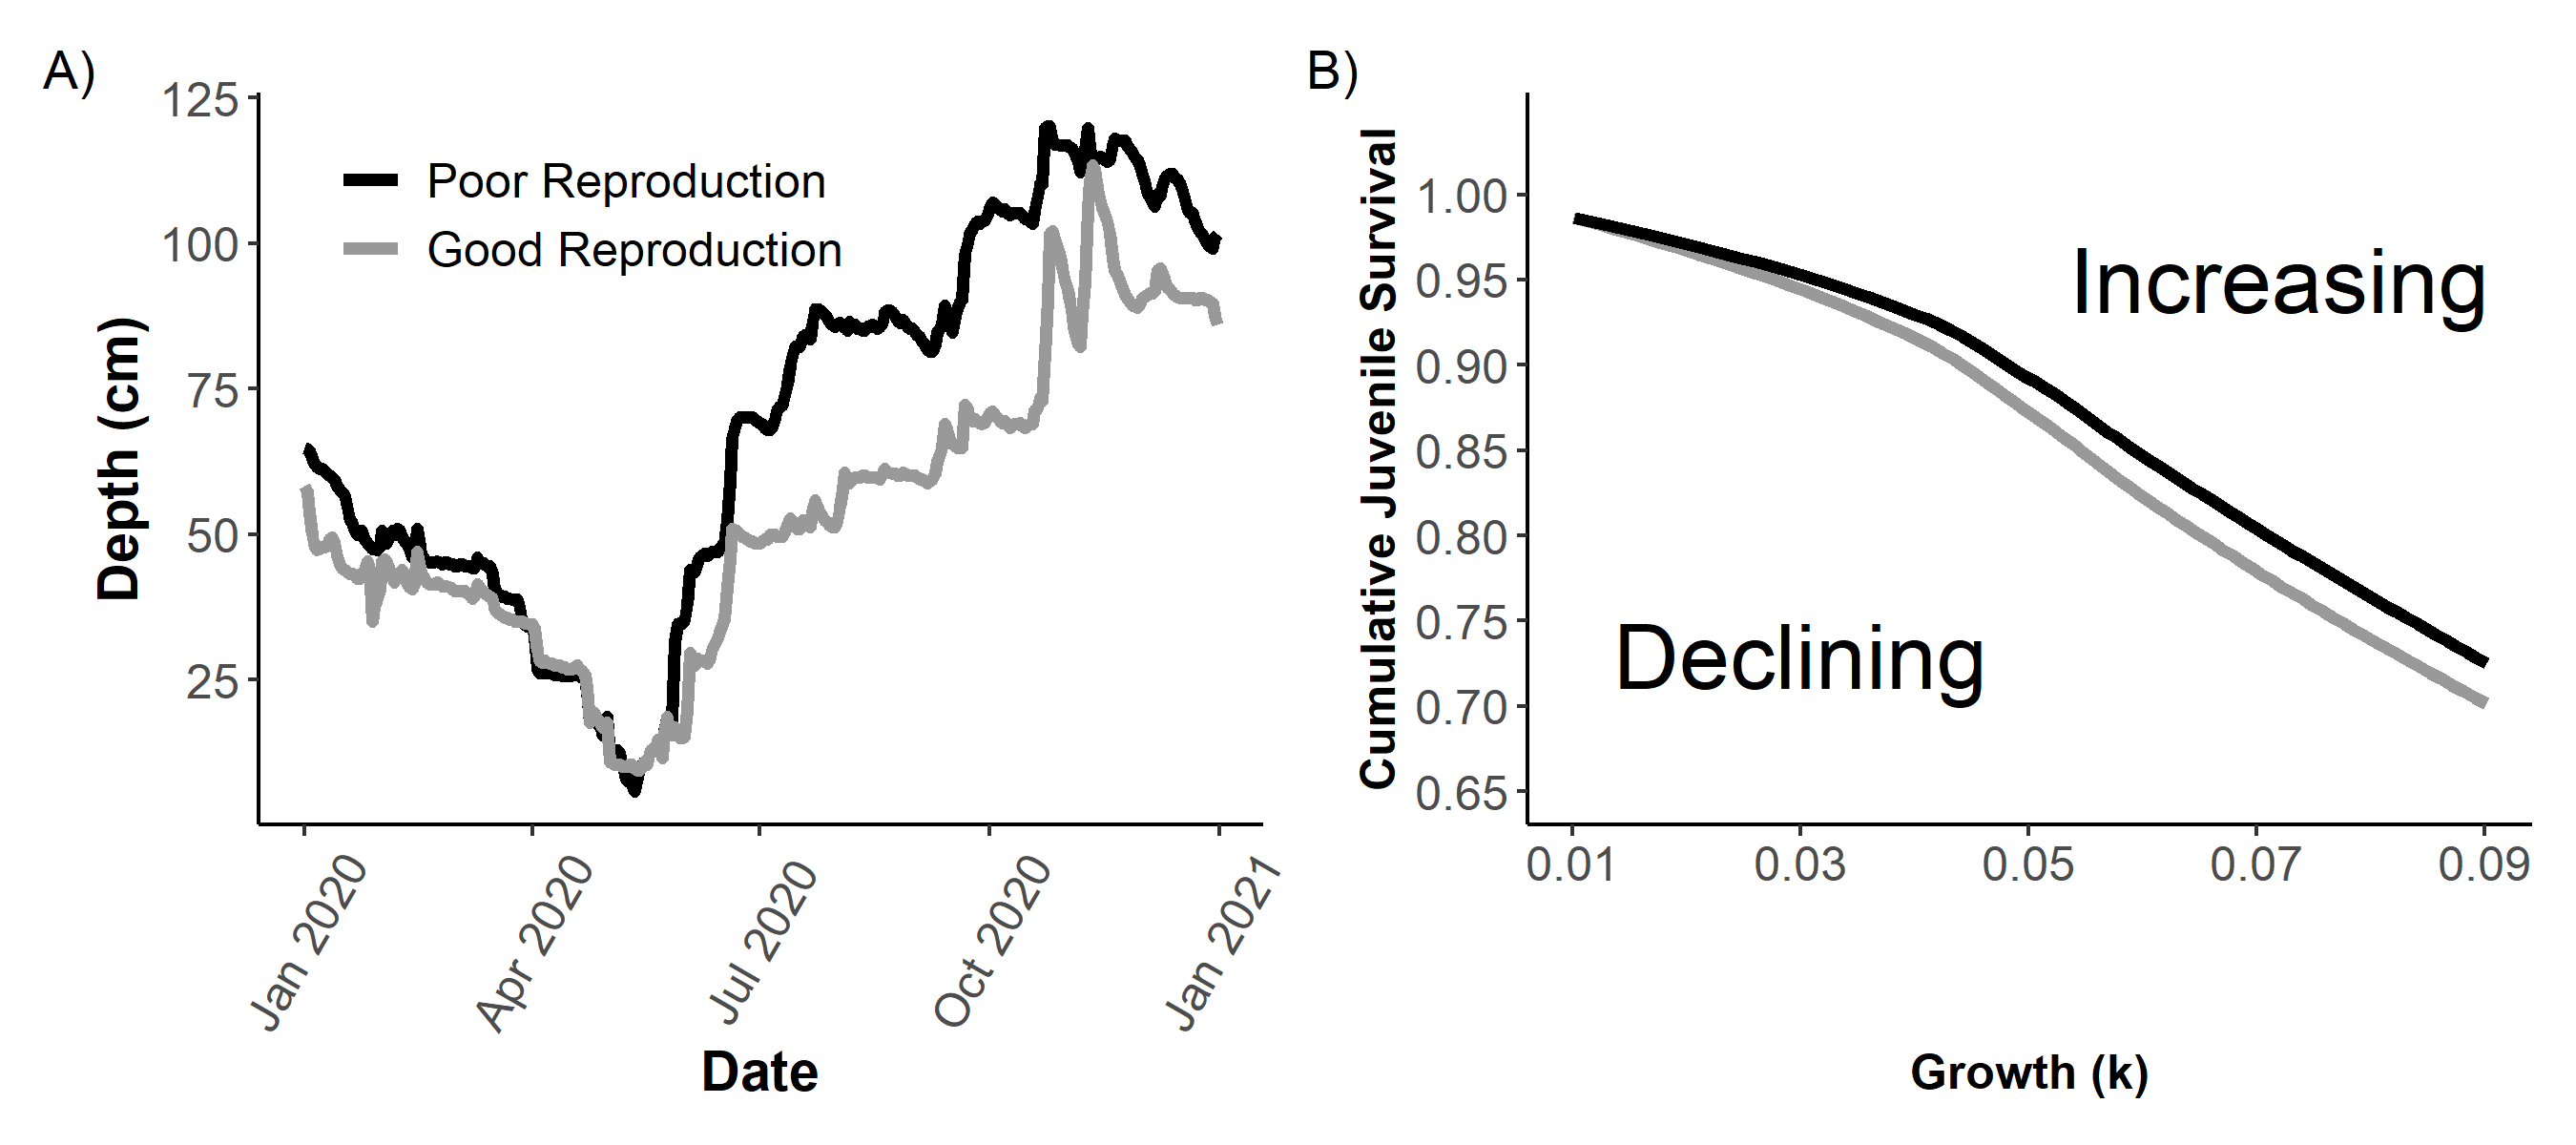 A)
125
100
75
50
25
Depth (cm)
Poor Reproduction
Good Reproduction
Jan 2020
Apr 2020
Jul 2020
Oct 2020
Jan 2021
Date
B)
1.00
0.95
0.90
0.85
0.80
0.75
0.70
0.65
Cumulative Juvenile Survival
Increasing
Declining
0.01
0.03
0.05
0.07
0.09
Growth (k)